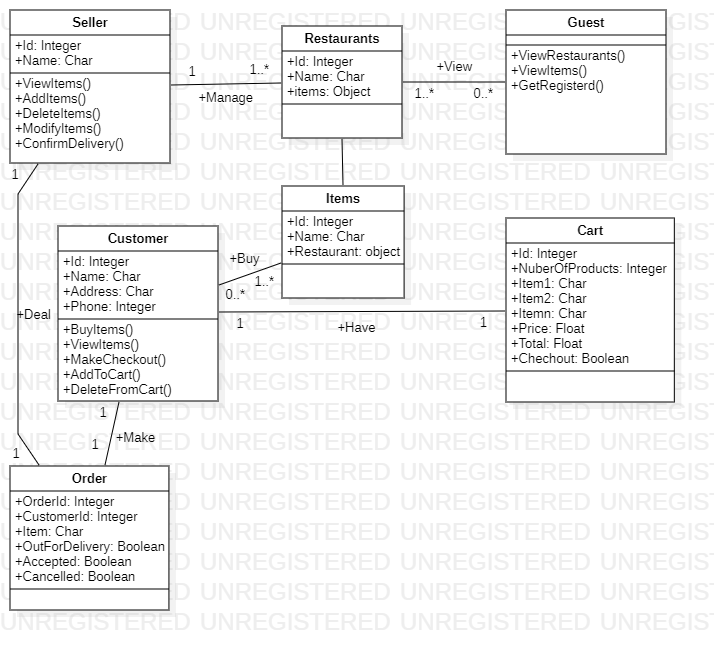 Seller
+Id: Integer
+Name: Char
+ViewItems()
+AddItems()
+DeleteItems()
+ModifyItems()
+ConfirmDelivery()
1
1..*
+Manage
Restaurants
+Id: Integer
+Name: Char
+items: Object
+View
1..*
0..*
Guest
+ViewRestaurants()
+ViewItems()
+GetRegisterd()
Items
+Id: Integer
+Name: Char
+Restaurant: object
1
+Deal
1
Customer
+Id: Integer
+Name: Char
+Address: Char
+Phone: Integer
+BuyItems()
+ViewItems()
+MakeCheckout()
+AddToCart()
+DeleteFromCart()
+Buy
1..*
0..*
1
+Have
1
Cart
+Id: Integer
+NuberOfProducts: Integer
+Item1: Char
+Item2: Char
+Itemn: Char
+Price: Float
+Total: Float
+Chechout: Boolean
1
+Make
1
Order
+OrderId: Integer
+CustomerId: Integer
+Item: Char
+OutForDelivery: Boolean
+Accepted: Boolean
+Cancelled: Boolean
UNREGISTERED UNREGISTERED UNREGISTERED UNREGIS